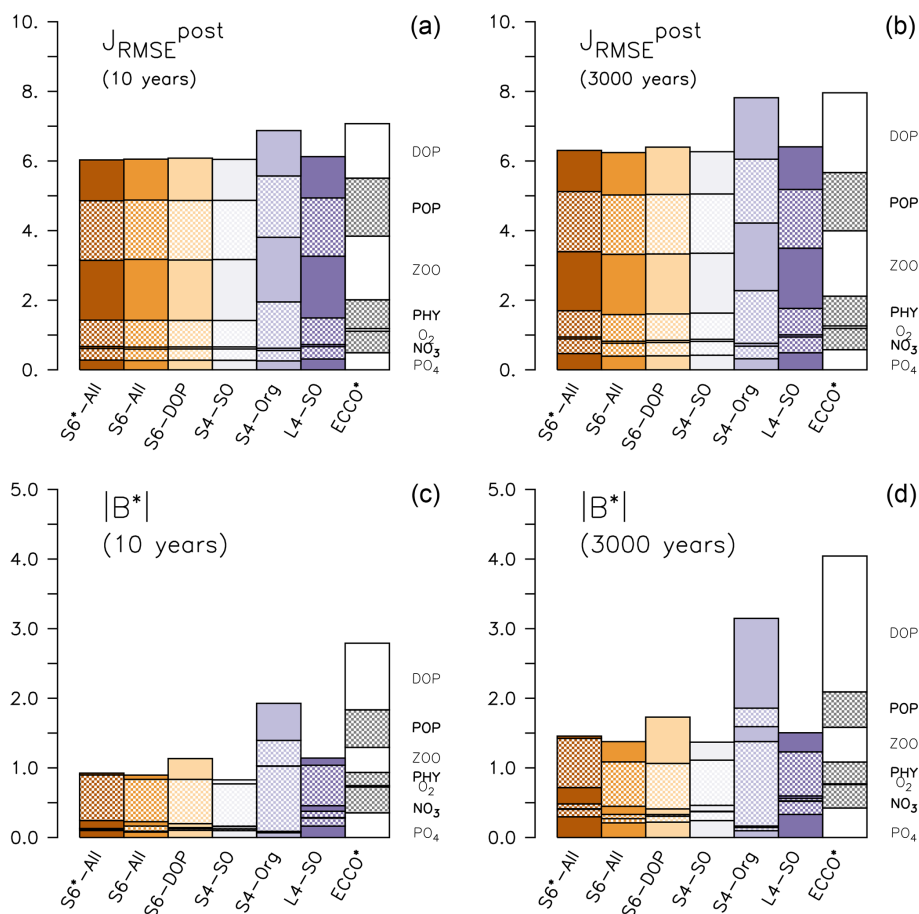 (a)
J_RMSE^post
(10 years)
10.
8.
6.
4.
2.
0.
DOP
POP
ZOO
PHY
O2
NO3
PO4
S6*-All
S6-All
S6-DOP
S4-SO
S4-Org
L4-SO
ECCO*
(b)
J_RMSE^post
(3000 years)
10.
8.
6.
4.
2.
0.
DOP
POP
ZOO
PHY
O2
NO3
PO4
S6*-All
S6-All
S6-DOP
S4-SO
S4-Org
L4-SO
ECCO*
(c)
|B*|
(10 years)
5.0
4.0
3.0
2.0
1.0
0.0
DOP
POP
ZOO
PHY
O2
NO3
PO4
S6*-All
S6-All
S6-DOP
S4-SO
S4-Org
L4-SO
ECCO*
(d)
|B*|
(3000 years)
5.0
4.0
3.0
2.0
1.0
0.0
DOP
POP
ZOO
PHY
O2
NO3
PO4
S6*-All
S6-All
S6-DOP
S4-SO
S4-Org
L4-SO
ECCO*